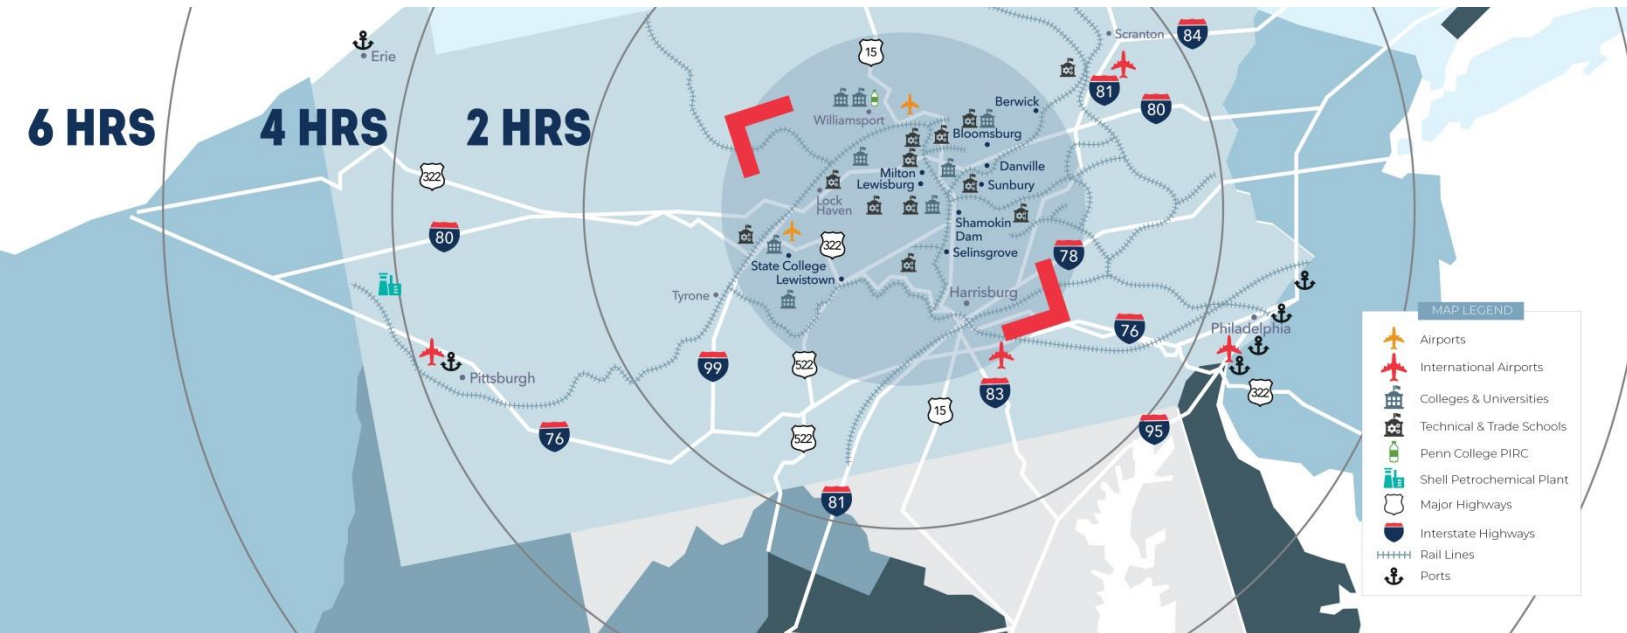 6 HRS
4 HRS
2 HRS
Erie
15
Scranton
84
81
80
Berwick
Williamsport
Bloomsburg
Danville
Milton
Lewisburg
Sunbury
322
Lock
Haven
Shamokin
Dam
80
322
Selinsgrove
78
State College
Lewistown
Tyrone
Harrisburg
76
Philadelphia
99
522
Pittsburgh
83
322
15
76
522
95
81
MAP LEGEND
Airports
International Airports
Colleges & Universities
Technical & Trade Schools
Penn College PIRC
Shell Petrochemical Plant
Major Highways
Interstate Highways
Rail Lines
Ports